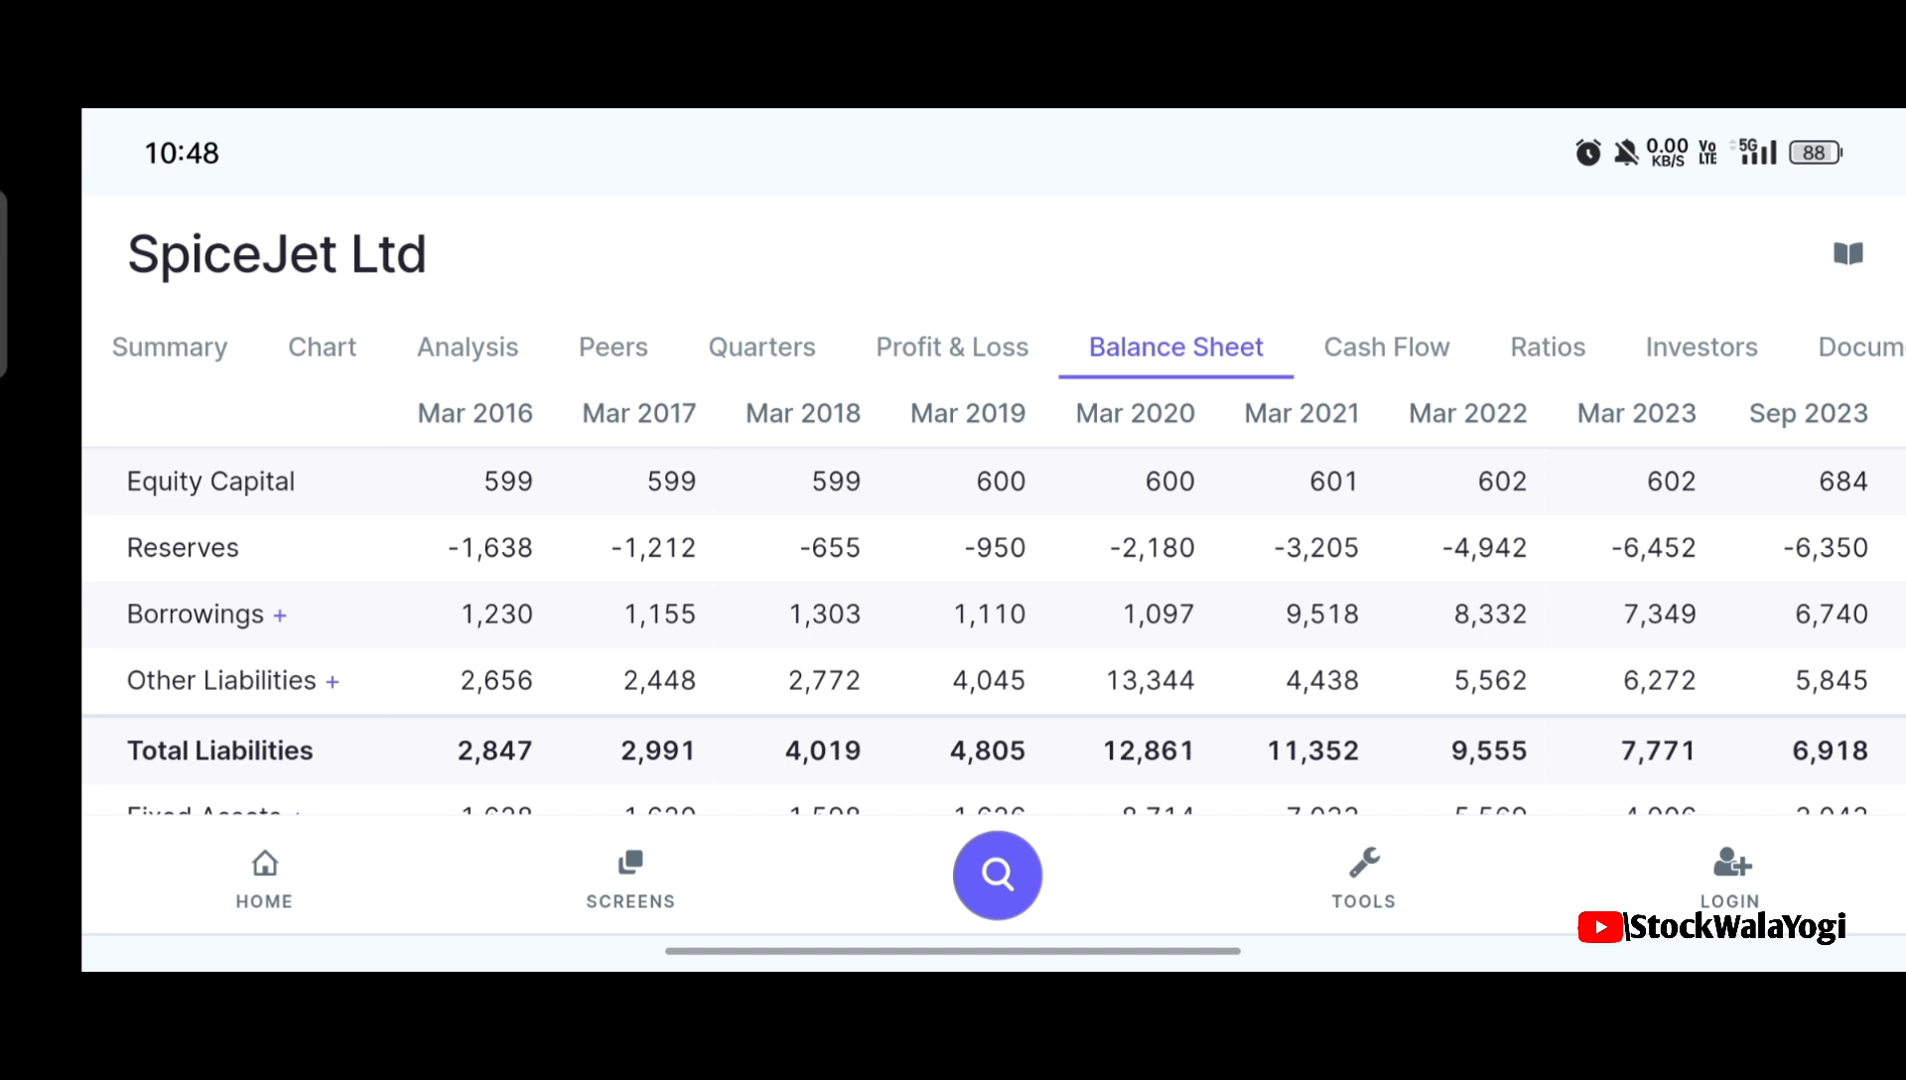 10:48
0.00 KB/S Vo LTE 5G 88
SpiceJet Ltd
Summary Chart Analysis Peers Quarters Profit & Loss Balance Sheet Cash Flow Ratios Investors Docum
Mar 2016 Mar 2017 Mar 2018 Mar 2019 Mar 2020 Mar 2021 Mar 2022 Mar 2023 Sep 2023
Equity Capital 599 599 599 600 600 601 602 602 684
Reserves -1,638 -1,212 -655 -950 -2,180 -3,205 -4,942 -6,452 -6,350
Borrowings + 1,230 1,155 1,303 1,110 1,097 9,518 8,332 7,349 6,740
Other Liabilities + 2,656 2,448 2,772 4,045 13,344 4,438 5,562 6,272 5,845
Total Liabilities 2,847 2,991 4,019 4,805 12,861 11,352 9,555 7,771 6,918
Fixed Assets +
HOME SCREENS TOOLS LOGIN
\StockWalaYogi